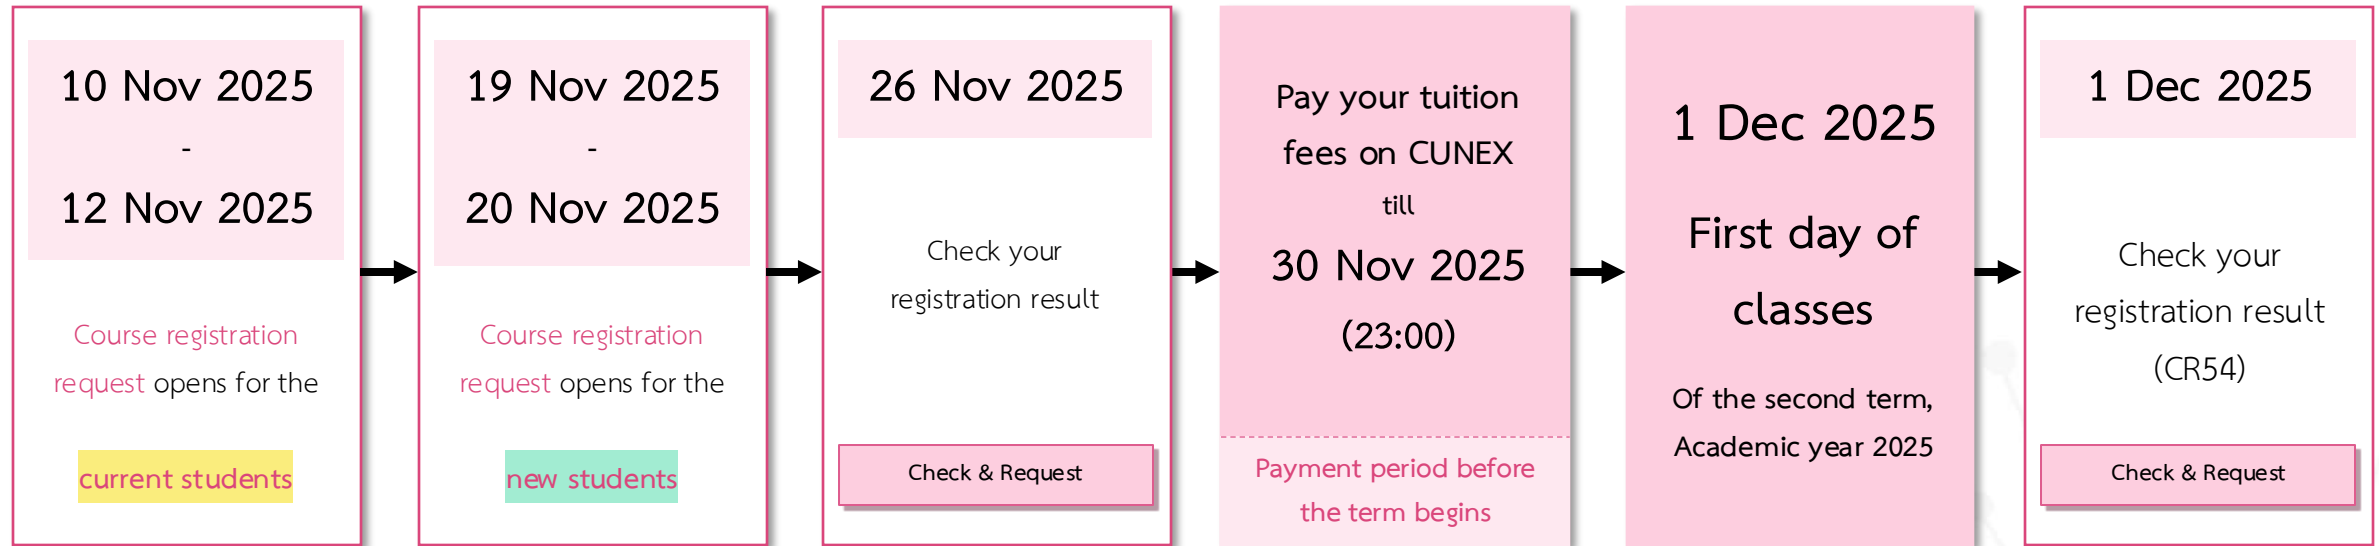 10 Nov 2025
-
12 Nov 2025
Course registration
request opens for the
current students
19 Nov 2025
-
20 Nov 2025
Course registration
request opens for the
new students
26 Nov 2025
Check your
registration result
Check & Request
Pay your tuition
fees on CUNEX
till
30 Nov 2025
(23:00)
Payment period before
the term begins
1 Dec 2025
First day of
classes
Of the second term,
Academic year 2025
1 Dec 2025
Check your
registration result
(CR54)
Check & Request